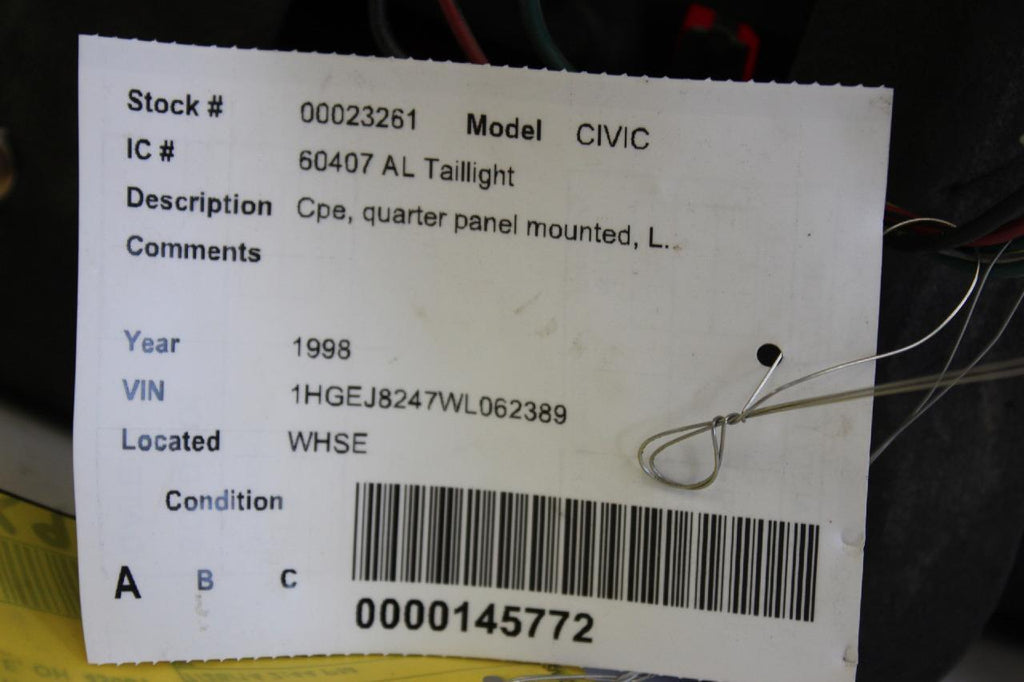 Stock # 00023261 Model CIVIC
IC # 60407 AL Taillight
Description Cpe, quarter panel mounted, L..
Comments
Year 1998
VIN 1HGEJ8247WL062389
Located WHSE
Condition
A B C
0000145772